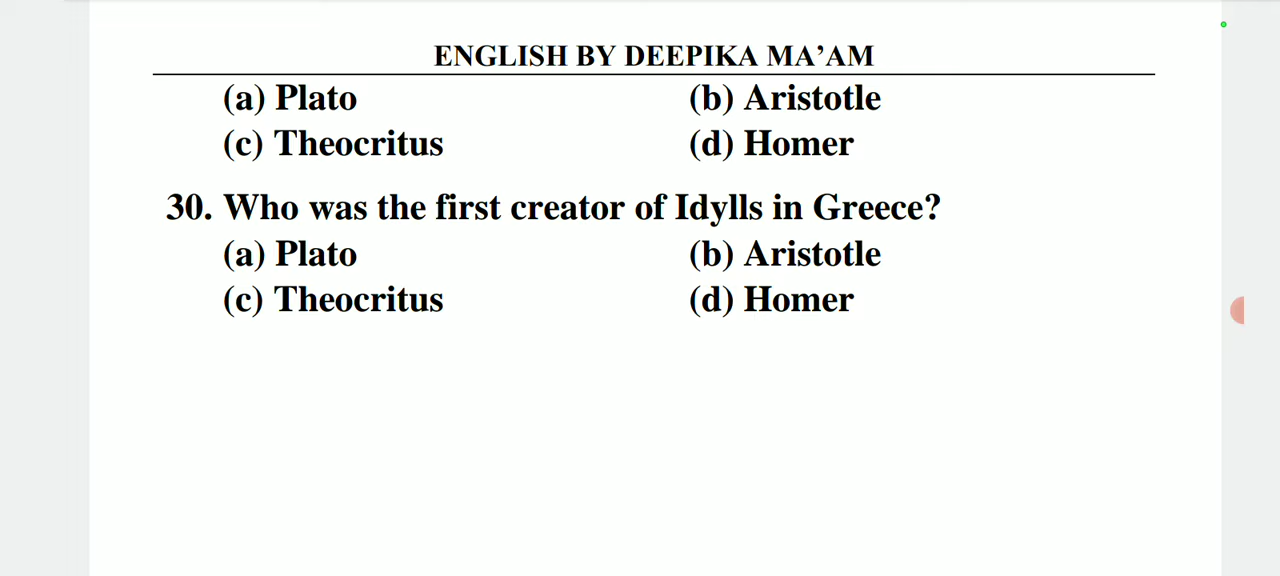 ENGLISH BY DEEPIKA MA’AM
(a) Plato (b) Aristotle
(c) Theocritus (d) Homer
30. Who was the first creator of Idylls in Greece?
(a) Plato (b) Aristotle
(c) Theocritus (d) Homer